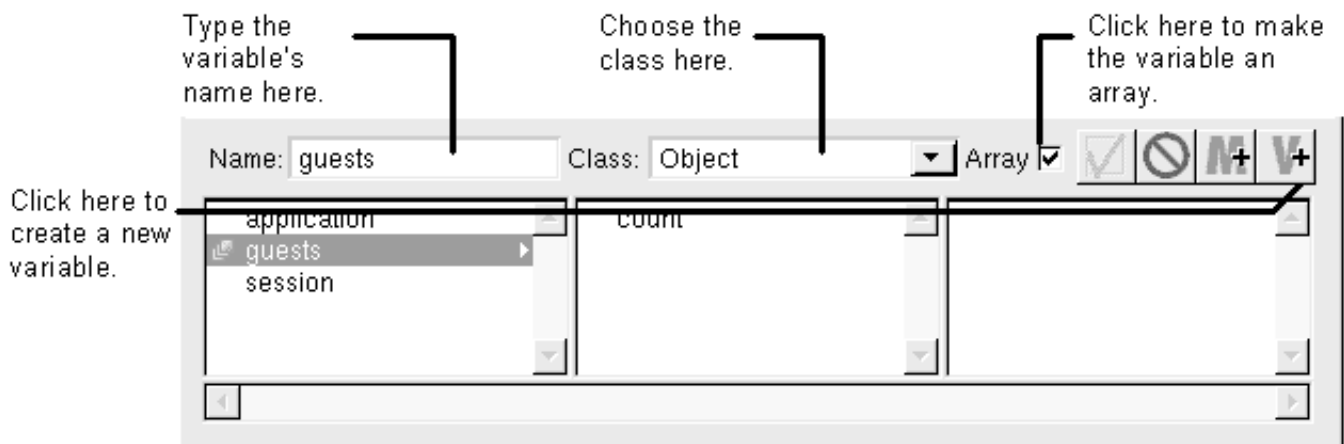 Type the
variable's
name here.
Choose the
class here.
Click here to make
the variable an
array.
Name: guests
Class: Object
Array
M+
V+
Click here to
create a new
variable.
application
guests
session
count